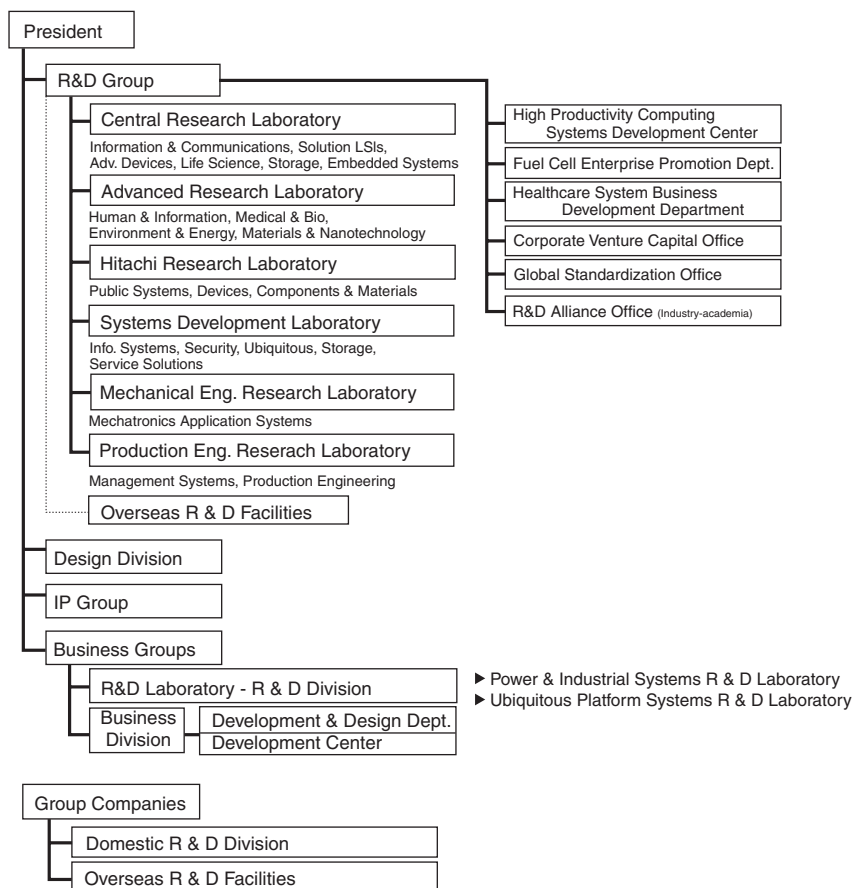 President
R&D Group
Central Research Laboratory
Information & Communications, Solution LSIs,
Adv. Devices, Life Science, Storage, Embedded Systems
Advanced Research Laboratory
Human & Information, Medical & Bio,
Environment & Energy, Materials & Nanotechnology
Hitachi Research Laboratory
Public Systems, Devices, Components & Materials
Systems Development Laboratory
Info. Systems, Security, Ubiquitous, Storage,
Service Solutions
Mechanical Eng. Research Laboratory
Mechatronics Application Systems
Production Eng. Reserach Laboratory
Management Systems, Production Engineering
Overseas R & D Facilities
High Productivity Computing
Systems Development Center
Fuel Cell Enterprise Promotion Dept.
Healthcare System Business
Development Department
Corporate Venture Capital Office
Global Standardization Office
R&D Alliance Office (Industry-academia)
Design Division
IP Group
Business Groups
R&D Laboratory - R & D Division
Business
Division
Development & Design Dept.
Development Center
▶ Power & Industrial Systems R & D Laboratory
▶ Ubiquitous Platform Systems R & D Laboratory
Group Companies
Domestic R & D Division
Overseas R & D Facilities